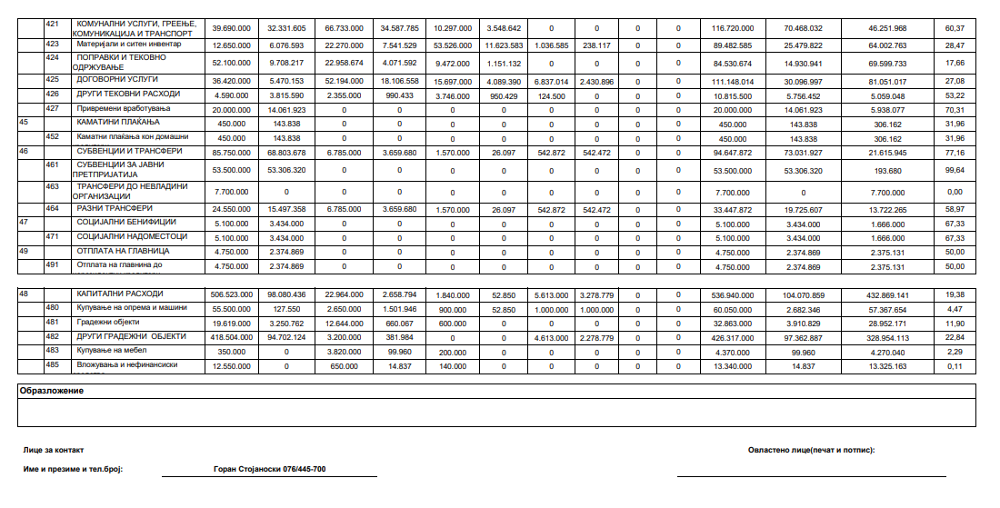 421 КОМУНАЛНИ УСЛУГИ, ГРЕЕЊЕ, КОМУНИКАЦИЈА И ТРАНСПОРТ 39.690.000 32.331.605 66.733.000 34.587.785 10.297.000 3.548.642 0 0 0 0 116.720.000 70.468.032 46.251.968 60,37
423 Материјали и ситен инвентар 12.650.000 6.076.593 22.270.000 7.541.529 53.526.000 11.623.583 1.036.585 238.117 0 0 89.482.585 25.479.822 64.002.763 28,47
424 ПОПРАВКИ И ТЕКОВНО ОДРЖУВАЊЕ 52.100.000 9.708.217 22.958.674 4.071.592 9.472.000 1.151.132 0 0 0 0 84.530.674 14.930.941 69.599.733 17,66
425 ДОГОВОРНИ УСЛУГИ 36.420.000 5.470.153 52.194.000 18.106.558 15.697.000 4.089.390 6.837.014 2.430.896 0 0 111.148.014 30.096.997 81.051.017 27,08
426 ДРУГИ ТЕКОВНИ РАСХОДИ 4.590.000 3.815.590 2.355.000 990.433 3.746.000 950.429 124.500 0 0 0 10.815.500 5.756.452 5.059.048 53,22
427 Привремени вработувања 20.000.000 14.061.923 0 0 0 0 0 0 0 0 20.000.000 14.061.923 5.938.077 70,31
45 КАМАТИНИ ПЛАЌАЊА 450.000 143.838 0 0 0 0 0 0 0 0 450.000 143.838 306.162 31,96
452 Каматни плаќања кон домашни 450.000 143.838 0 0 0 0 0 0 0 0 450.000 143.838 306.162 31,96
46 СУБВЕНЦИИ И ТРАНСФЕРИ 85.750.000 68.803.678 6.785.000 3.659.680 1.570.000 26.097 542.872 542.472 0 0 94.647.872 73.031.927 21.615.945 77,16
461 СУБВЕНЦИИ ЗА ЈАВНИ ПРЕТПРИЈАТИЈА 53.500.000 53.306.320 0 0 0 0 0 0 0 0 53.500.000 53.306.320 193.680 99,64
463 ТРАНСФЕРИ ДО НЕВЛАДИНИ ОРГАНИЗАЦИИ 7.700.000 0 0 0 0 0 0 0 0 0 7.700.000 0 7.700.000 0,00
464 РАЗНИ ТРАНСФЕРИ 24.550.000 15.497.358 6.785.000 3.659.680 1.570.000 26.097 542.872 542.472 0 0 33.447.872 19.725.607 13.722.265 58,97
47 СОЦИЈАЛНИ БЕНИФИЦИИ 5.100.000 3.434.000 0 0 0 0 0 0 0 0 5.100.000 3.434.000 1.666.000 67,33
471 СОЦИЈАЛНИ НАДОМЕСТОЦИ 5.100.000 3.434.000 0 0 0 0 0 0 0 0 5.100.000 3.434.000 1.666.000 67,33
49 ОТПЛАТА НА ГЛАВНИЦА 4.750.000 2.374.869 0 0 0 0 0 0 0 0 4.750.000 2.374.869 2.375.131 50,00
491 Отплата на главнина до 4.750.000 2.374.869 0 0 0 0 0 0 0 0 4.750.000 2.374.869 2.375.131 50,00
48 КАПИТАЛНИ РАСХОДИ 506.523.000 98.080.436 22.964.000 2.658.794 1.840.000 52.850 5.613.000 3.278.779 0 0 536.940.000 104.070.859 432.869.141 19,38
480 Купување на опрема и машини 55.500.000 127.550 2.650.000 1.501.946 900.000 52.850 1.000.000 1.000.000 0 0 60.050.000 2.682.346 57.367.654 4,47
481 Градежни објекти 19.619.000 3.250.762 12.644.000 660.067 600.000 0 0 0 0 0 32.863.000 3.910.829 28.952.171 11,90
482 ДРУГИ ГРАДЕЖНИ ОБЈЕКТИ 418.504.000 94.702.124 3.200.000 381.984 0 4.613.000 2.278.779 0 0 426.317.000 97.362.887 328.954.113 22,84
483 Купување на мебел 350.000 0 3.820.000 99.960 200.000 0 0 0 0 0 4.370.000 99.960 4.270.040 2,29
485 Вложувања и нефинансиски 12.550.000 0 650.000 14.837 140.000 0 0 0 0 0 13.340.000 14.837 13.325.163 0,11
Образложение
Лице за контакт Овластено лице(печат и потпис):
Име и презиме и тел.број: Горан Стојаноски 076/445-700